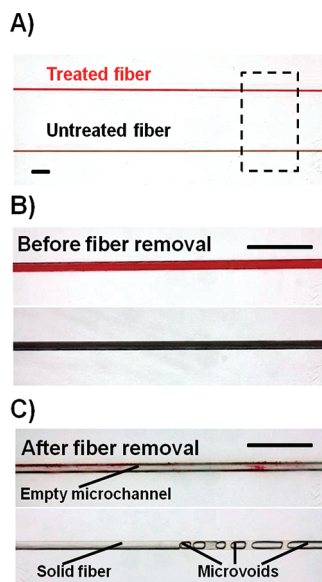 A)
Treated fiber
Untreated fiber
B)
Before fiber removal
C)
After fiber removal
Empty microchannel
Solid fiber
Microvoids